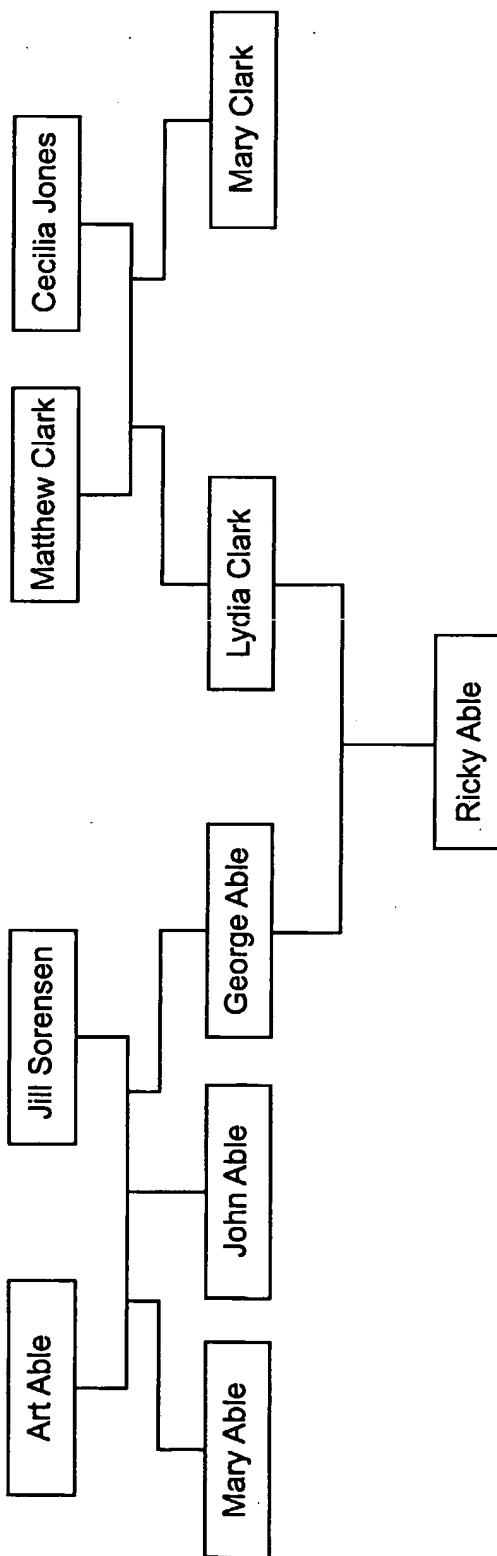 Art Able
Jill Sorensen
Matthew Clark
Cecilia Jones
Mary Able
John Able
George Able
Lydia Clark
Mary Clark
Ricky Able